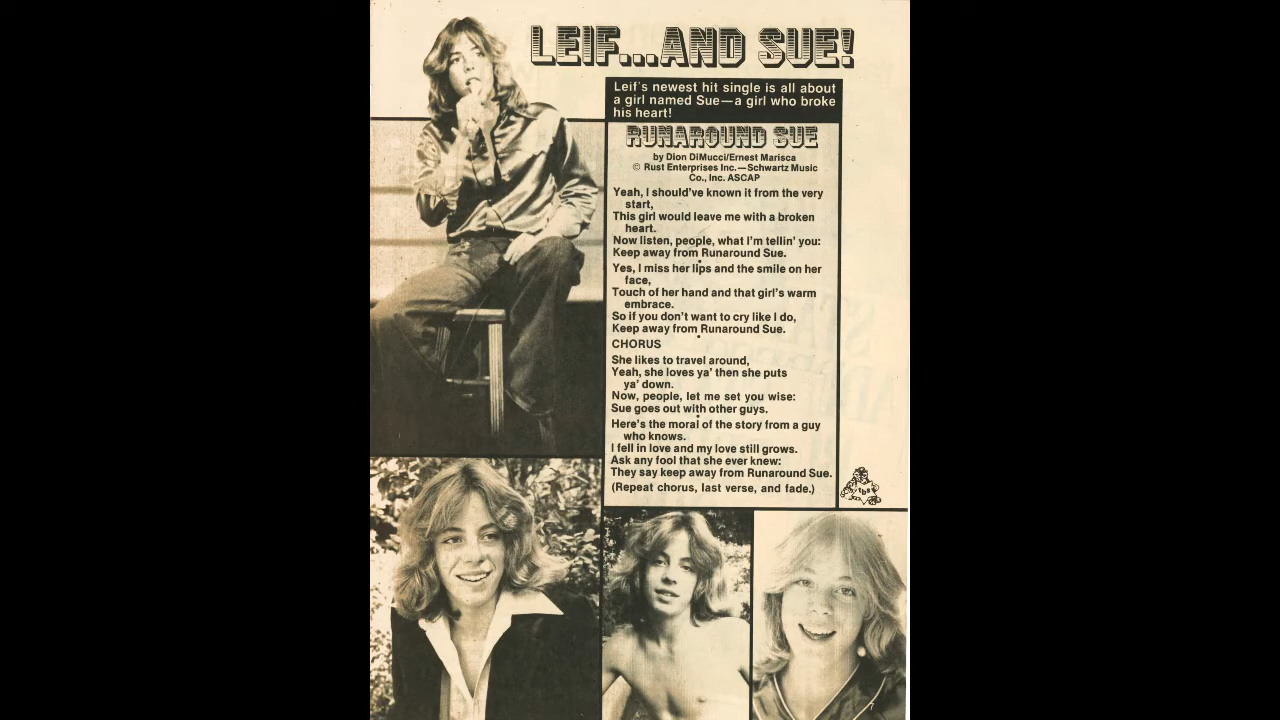 LEIF...AND SUE!
Leif's newest hit single is all about
a girl named Sue—a girl who broke
his heart!
RUNAROUND SUE
by Dion DiMucci/Ernest Marisca
© Rust Enterprises Inc.—Schwartz Music
Co., Inc. ASCAP
Yeah, I should've known it from the very
start,
This girl would leave me with a broken
heart.
Now listen, people, what I'm tellin' you:
Keep away from Runaround Sue.
Yes, I miss her lips and the smile on her
face,
Touch of her hand and that girl's warm
embrace.
So if you don't want to cry like I do,
Keep away from Runaround Sue.
CHORUS
She likes to travel around,
Yeah, she loves ya' then she puts
ya' down.
Now, people, let me set you wise:
Sue goes out with other guys.
Here's the moral of the story from a guy
who knows.
I fell in love and my love still grows.
Ask any fool that she ever knew:
They say keep away from Runaround Sue.
(Repeat chorus, last verse, and fade.)